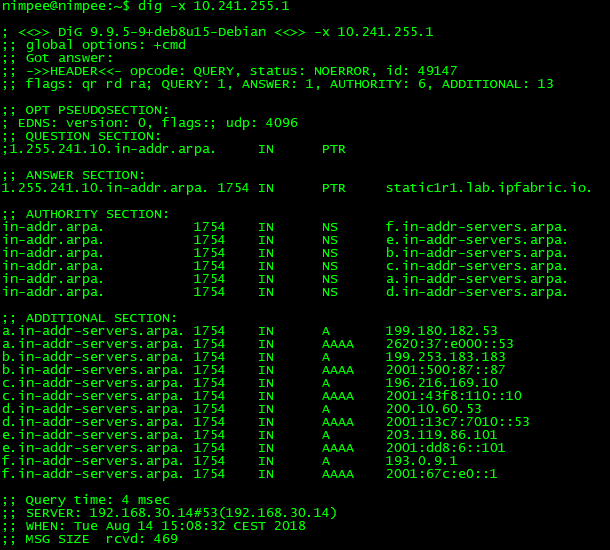 nimpee@nimpee:~$ dig -x 10.241.255.1

; <<>> DiG 9.9.5-9+deb8u15-Debian <<>> -x 10.241.255.1
;; global options: +cmd
;; Got answer:
;; ->>HEADER<<- opcode: QUERY, status: NOERROR, id: 49147
;; flags: qr rd ra; QUERY: 1, ANSWER: 1, AUTHORITY: 6, ADDITIONAL: 13

;; OPT PSEUDOSECTION:
; EDNS: version: 0, flags:; udp: 4096
;; QUESTION SECTION:
;1.255.241.10.in-addr.arpa.     IN      PTR

;; ANSWER SECTION:
1.255.241.10.in-addr.arpa. 1754 IN      PTR     static1r1.lab.ipfabric.io.

;; AUTHORITY SECTION:
in-addr.arpa.           1754    IN      NS      f.in-addr-servers.arpa.
in-addr.arpa.           1754    IN      NS      e.in-addr-servers.arpa.
in-addr.arpa.           1754    IN      NS      b.in-addr-servers.arpa.
in-addr.arpa.           1754    IN      NS      c.in-addr-servers.arpa.
in-addr.arpa.           1754    IN      NS      a.in-addr-servers.arpa.
in-addr.arpa.           1754    IN      NS      d.in-addr-servers.arpa.

;; ADDITIONAL SECTION:
a.in-addr-servers.arpa. 1754    IN      A       199.180.182.53
a.in-addr-servers.arpa. 1754    IN      AAAA    2620:37:e000::53
b.in-addr-servers.arpa. 1754    IN      A       199.253.183.183
b.in-addr-servers.arpa. 1754    IN      AAAA    2001:500:87::87
c.in-addr-servers.arpa. 1754    IN      A       196.216.169.10
c.in-addr-servers.arpa. 1754    IN      AAAA    2001:43f8:110::10
d.in-addr-servers.arpa. 1754    IN      A       200.10.60.53
d.in-addr-servers.arpa. 1754    IN      AAAA    2001:13c7:7010::53
e.in-addr-servers.arpa. 1754    IN      A       203.119.86.101
e.in-addr-servers.arpa. 1754    IN      AAAA    2001:dd8:6::101
f.in-addr-servers.arpa. 1754    IN      A       193.0.9.1
f.in-addr-servers.arpa. 1754    IN      AAAA    2001:67c:e0::1

;; Query time: 4 msec
;; SERVER: 192.168.30.14#53(192.168.30.14)
;; WHEN: Tue Aug 14 15:08:32 CEST 2018
;; MSG SIZE  rcvd: 469